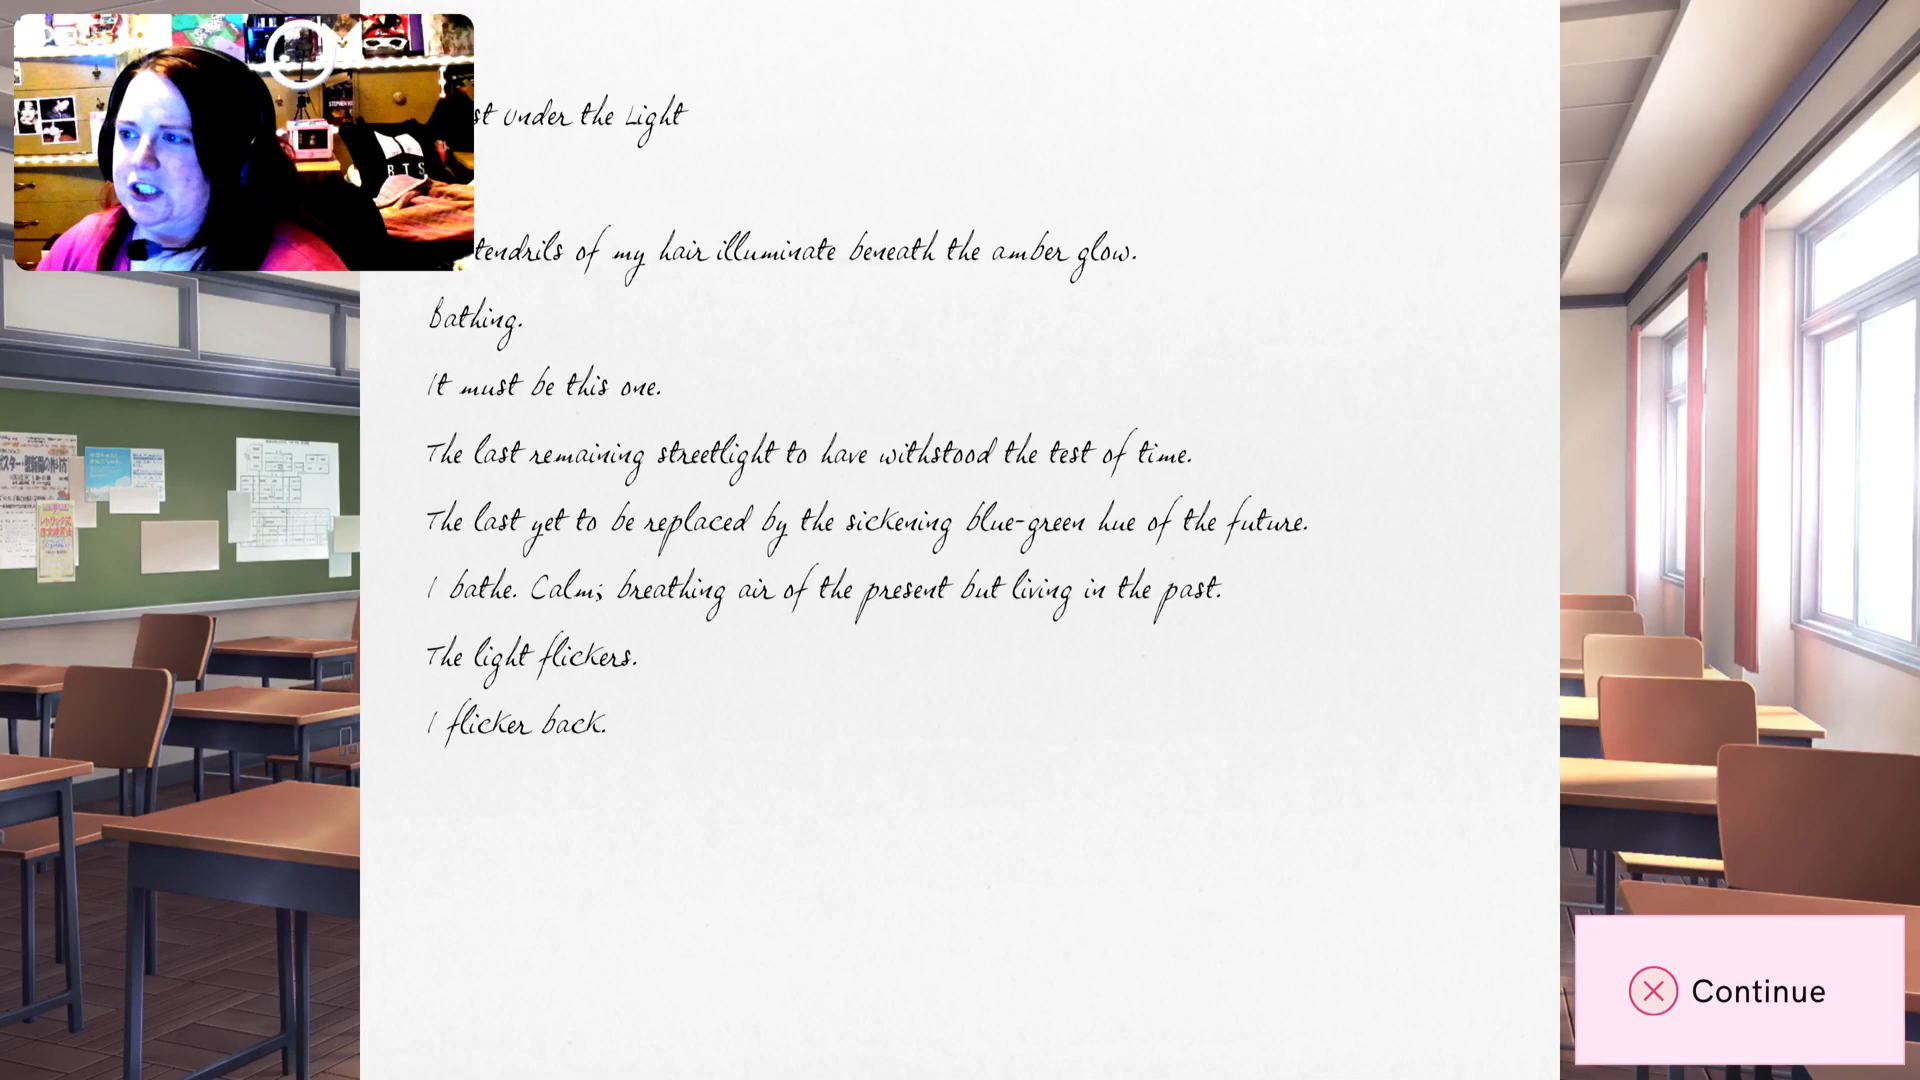 st Under the Light
tendrils of my hair illuminate beneath the amber glow.
Bathing.
It must be this one.
The last remaining streetlight to have withstood the test of time.
The last yet to be replaced by the sickening blue-green hue of the future.
I bathe. Calm; breathing air of the present but living in the past.
The light flickers.
I flicker back.
BTS
STEPHEN
Continue